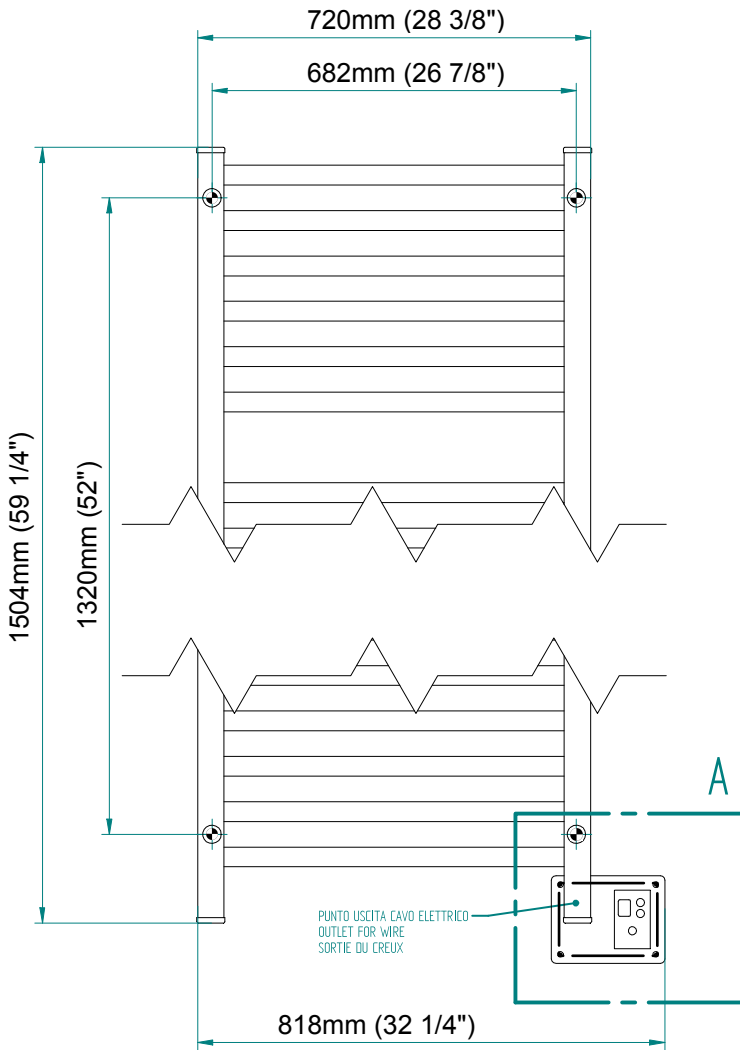 720mm (28 3/8")
682mm (26 7/8")
1504mm (59 1/4")
1320mm (52")
A
PUNTO USCITA CAVO ELETTRICO
OUTLET FOR WIRE
SORTIE DU CREUX
818mm (32 1/4")